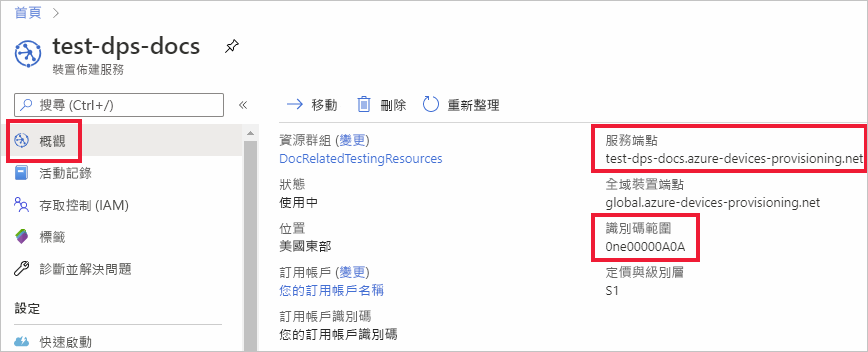 首頁 >
test-dps-docs
裝置佈建服務
搜尋 (Ctrl+/)
«
概觀
活動記錄
存取控制 (IAM)
標籤
診斷並解決問題
設定
快速啟動
移動
刪除
重新整理
資源群組 (變更)
DocRelatedTestingResources
狀態
使用中
位置
美國東部
訂用帳戶 (變更)
您的訂用帳戶名稱
訂用帳戶識別碼
您的訂用帳戶識別碼
服務端點
test-dps-docs.azure-devices-provisioning.net
全域裝置端點
global.azure-devices-provisioning.net
識別碼範圍
0ne00000A0A
定價與級別層
S1